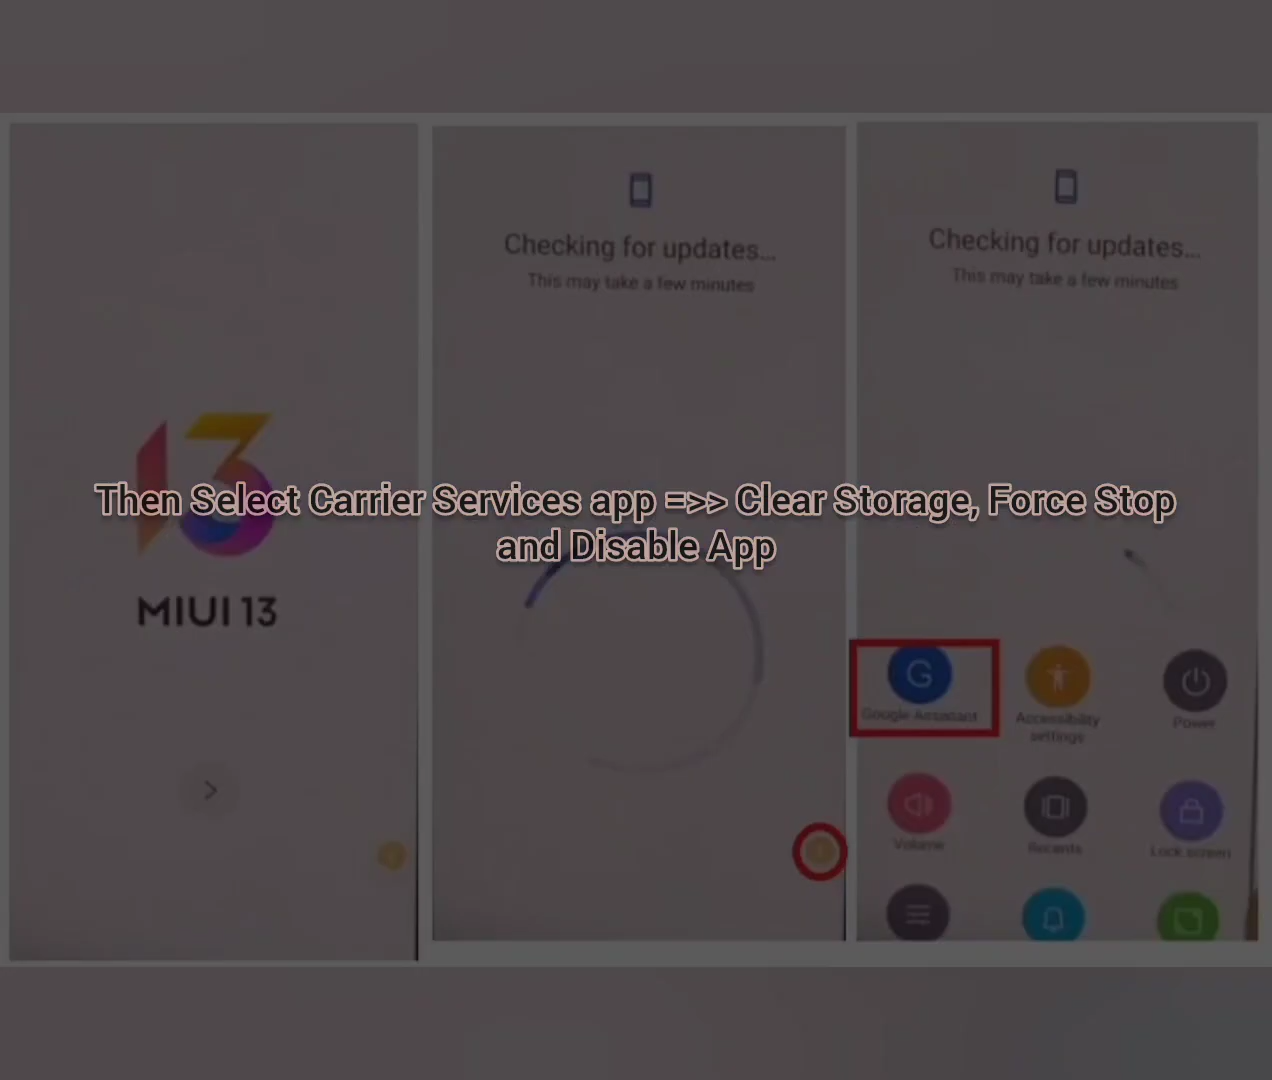 Checking for updates...
This may take a few minutes
Checking for updates...
This may take a few minutes
Then Select Carrier Services app =>> Clear Storage, Force Stop
and Disable App
13
MIUI 13
Google Assistant
Accessibility
settings
Power
Volume
Recents
Lock screen